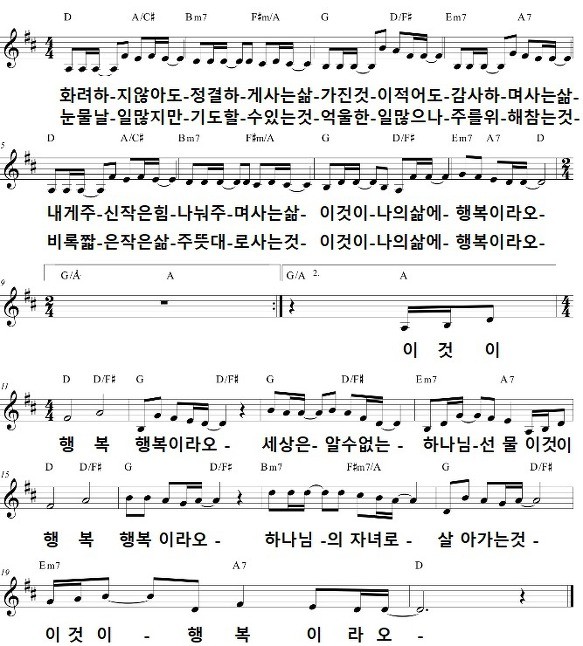 D A/C♯ Bm7 F♯m/A G D/F♯ Em7 A7
화려하-지않아도-정결하-게사는삶-가진것-이적어도-감사하-며사는삶-
눈물날-일많지만-기도할-수있는것-억울한-일많으나-주를위-해참는것-
5
D A/C♯ Bm7 F♯m/A G D/F♯ Em7 A7 D
내게주-신작은힘-나눠주-며사는삶- 이것이-나의삶에- 행복이라오-
비록짧-은작은삶-주뜻대-로사는것- 이것이-나의삶에- 행복이라오-
9
G/A 1. A G/A 2. A
이 것 이
11
D D/F♯ G D/F♯ G D/F♯ Em7 A7
행 복 행복이라오 - 세상은- 알수없는 - 하나님-선 물 이것이
15
D D/F♯ G D/F♯ Bm7 F♯m7/A G D/F♯
행 복 행복 이라오 - 하나님 -의 자녀로 - 살 아가는것 -
19
Em7 A7 D
이 것 이 - 행 복 이 라 오 -